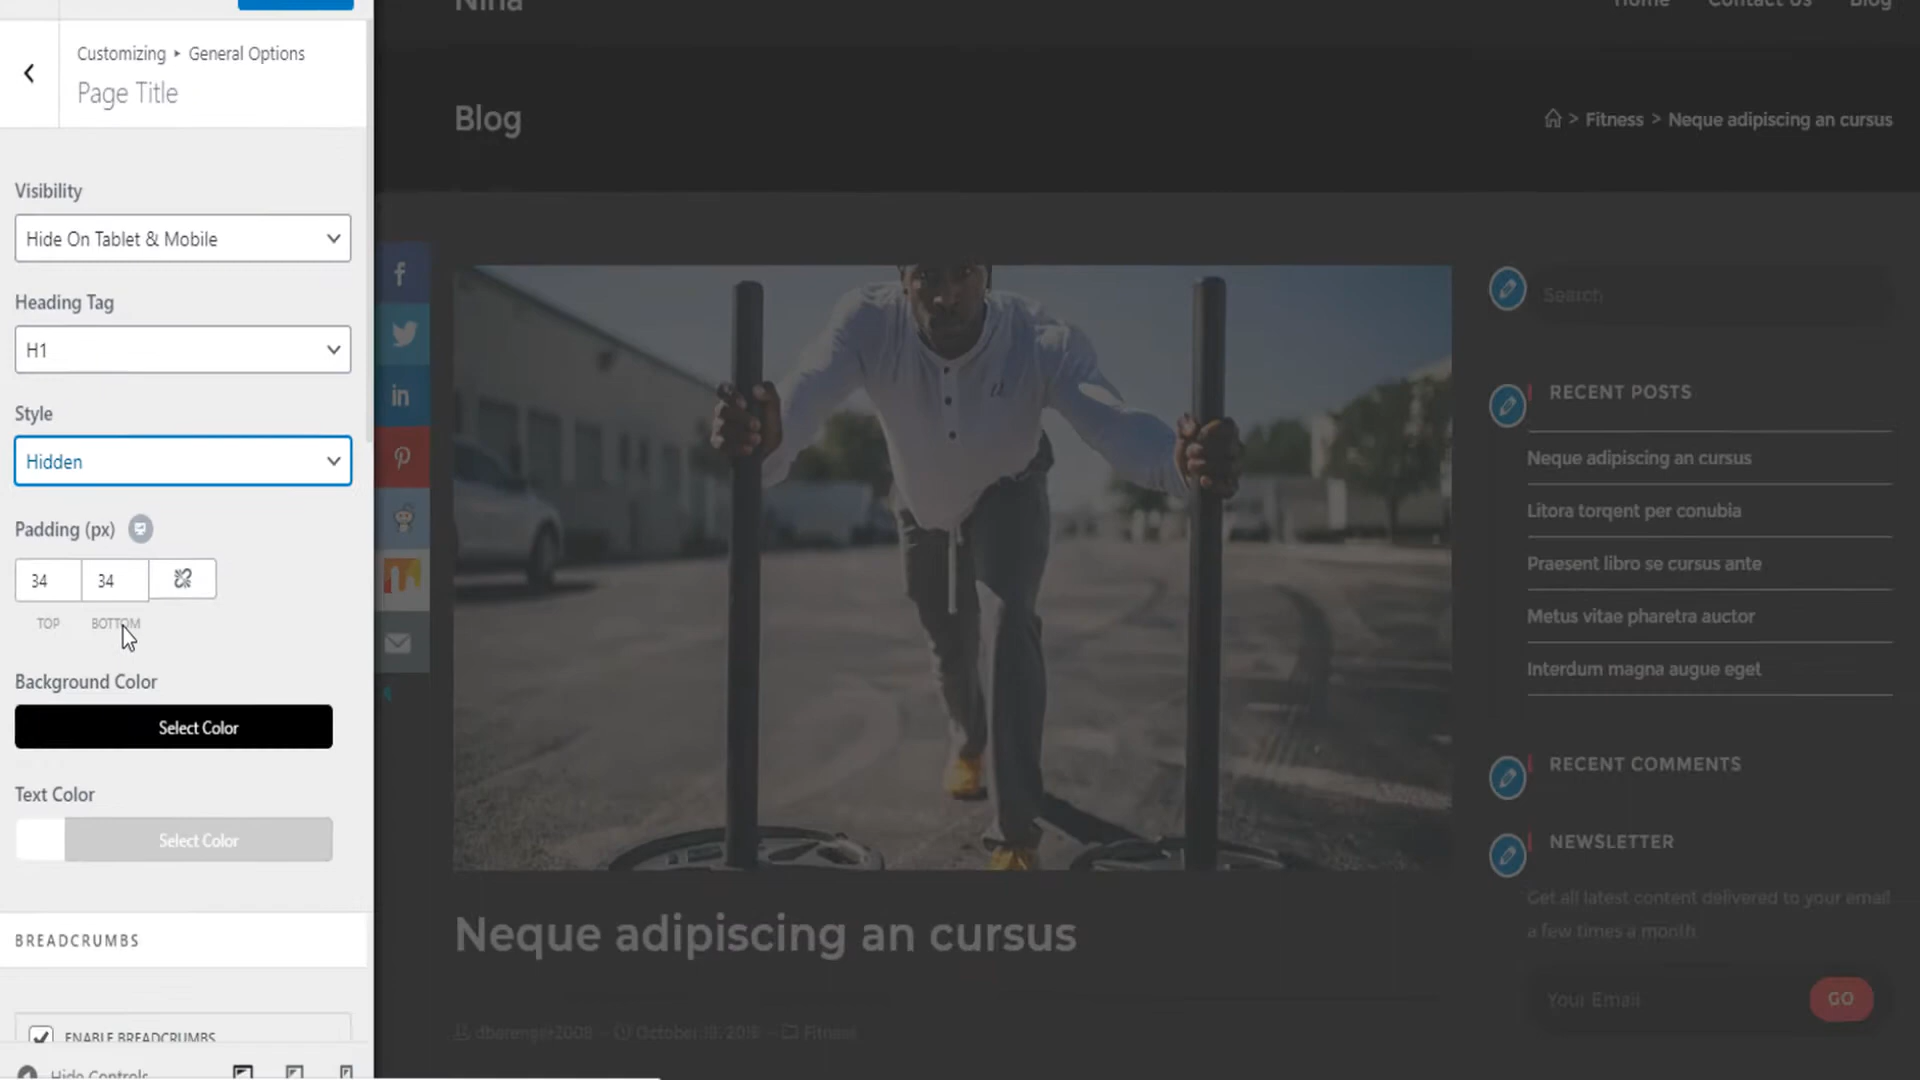 Customizing ▸ General Options
Page Title
Visibility
Hide On Tablet & Mobile
Heading Tag
H1
Style
Hidden
Padding (px)
34 34
TOP BOTTOM
Background Color
Select Color
Text Color
Select Color
BREADCRUMBS
ENABLE BREADCRUMBS
Hide Controls
Nina
Home Contact Us Blog
Blog
> Fitness > Neque adipiscing an cursus
Search
RECENT POSTS
Neque adipiscing an cursus
Litora torqent per conubia
Praesent libro se cursus ante
Metus vitae pharetra auctor
Interdum magna augue eget
RECENT COMMENTS
NEWSLETTER
Get all latest content delivered to your email
a few times a month.
Your Email GO
Neque adipiscing an cursus
October 18, 2016 – Fitness